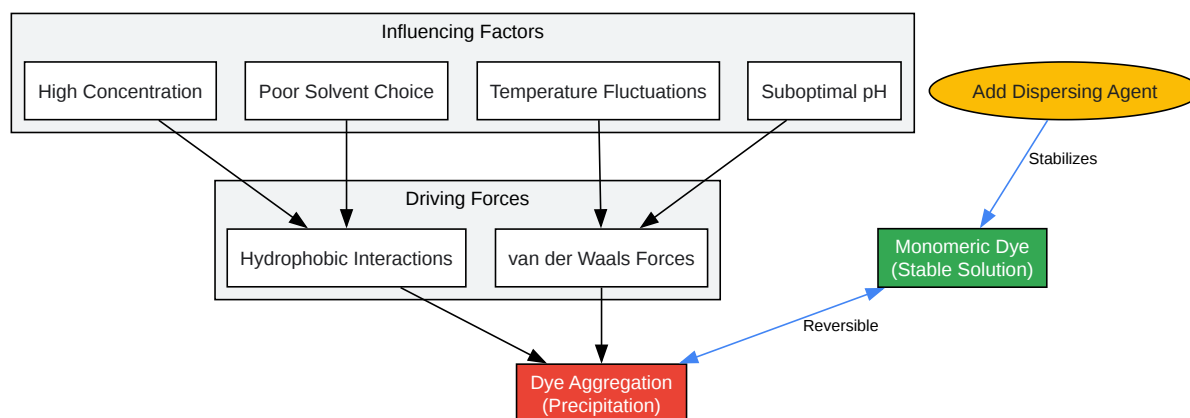 Influencing Factors
High Concentration
Poor Solvent Choice
Temperature Fluctuations
Suboptimal pH
Add Dispersing Agent
Stabilizes
Driving Forces
Hydrophobic Interactions
van der Waals Forces
Monomeric Dye
(Stable Solution)
Reversible
Dye Aggregation
(Precipitation)